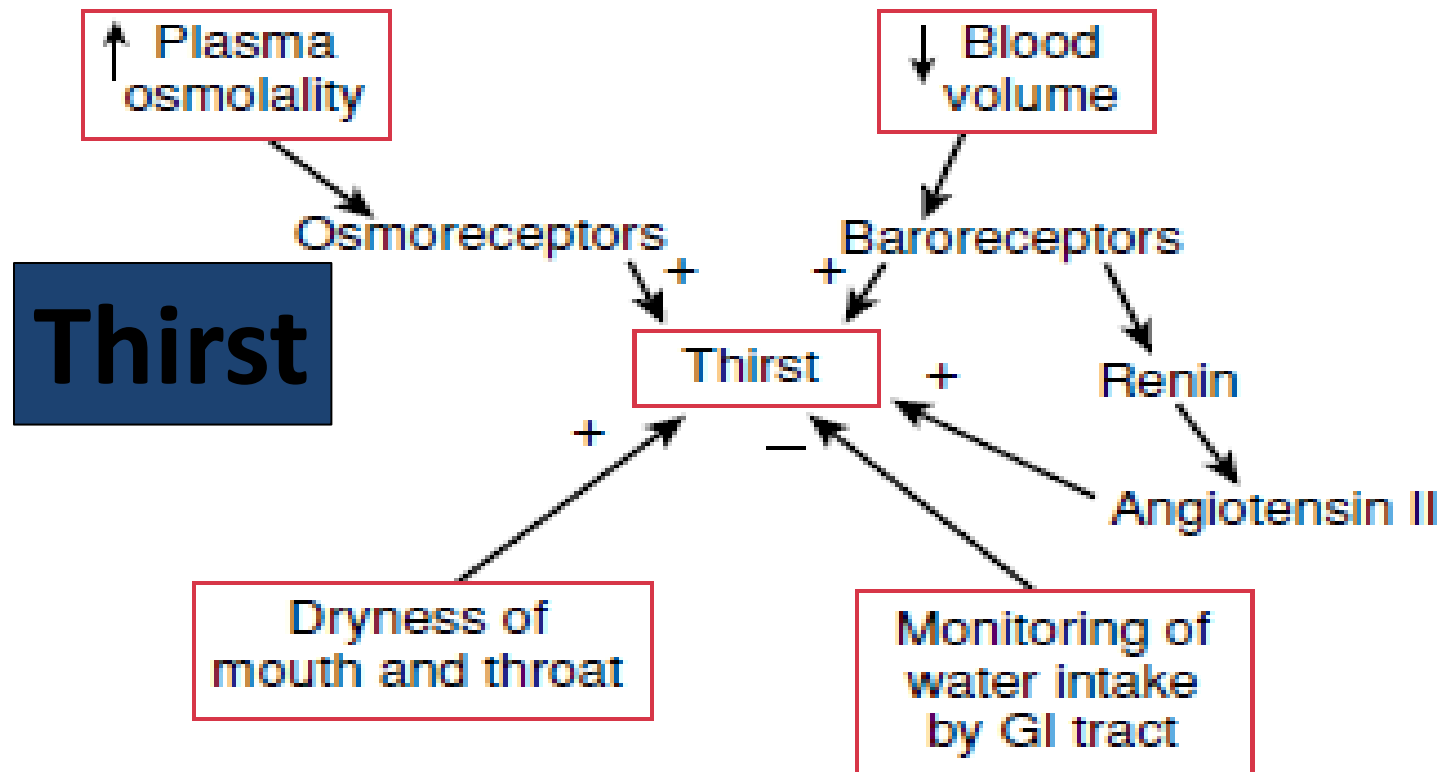 ↑ Plasma
osmolality
↓ Blood
volume
Osmoreceptors
Baroreceptors
+
+
Thirst
Thirst
+
Renin
+
–
Angiotensin II
Dryness of
mouth and throat
Monitoring of
water intake
by GI tract